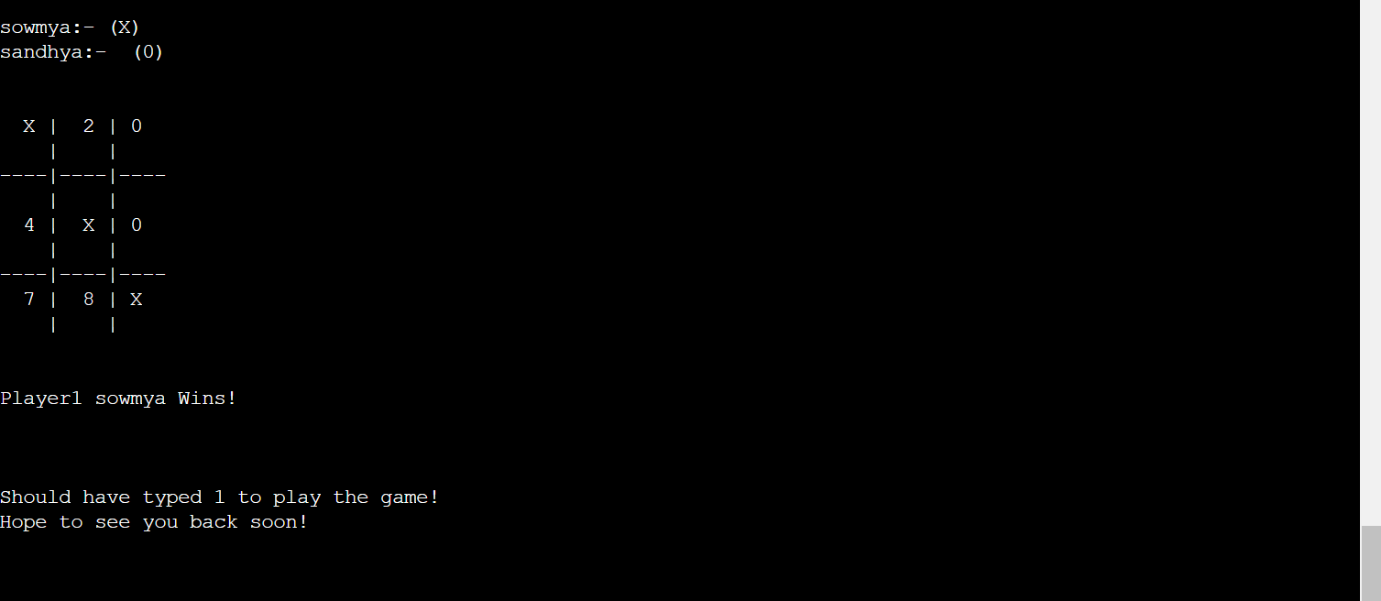 sowmya:- (X)
sandhya:-  (0)
  X |  2 | 0
    |    |
----|----|----
    |    |
  4 |  X | 0
    |    |
----|----|----
  7 |  8 | X
    |    |
Player1 sowmya Wins!
Should have typed 1 to play the game!
Hope to see you back soon!